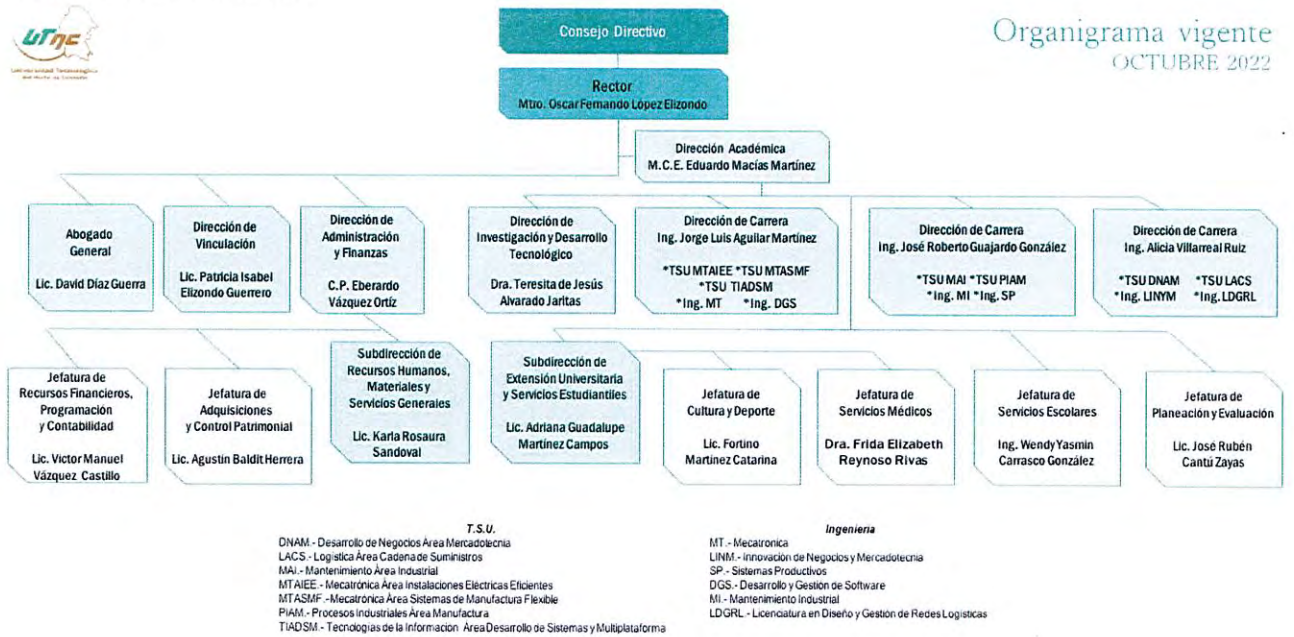 UTnc
Universidad Tecnológica
Organigrama vigente
OCTUBRE 2022
Consejo Directivo
Rector
Mtro. Oscar Fernando López Elizondo
Dirección Académica
M.C.E. Eduardo Macías Martínez
Abogado
General
Lic. David Díaz Guerra
Dirección de
Vinculación
Lic. Patricia Isabel
Elizondo Guerrero
Dirección de
Administración
y Finanzas
C.P. Eberardo
Vázquez Ortíz
Dirección de
Investigación y Desarrollo
Tecnológico
Dra. Teresita de Jesús
Alvarado Jaritas
Dirección de Carrera
Ing. Jorge Luis Aguilar Martínez
*TSU MTAIEE *TSU MTASMF
*TSU TIADSM
*Ing. MT *Ing. DGS
Dirección de Carrera
Ing. José Roberto Guajardo González
*TSU MAI *TSU PIAM
*Ing. MI *Ing. SP
Dirección de Carrera
Ing. Alicia Villarreal Ruiz
*TSU DNAM *TSU LACS
*Ing. LINYM *Ing. LDGRL
Jefatura de
Recursos Financieros,
Programación
y Contabilidad
Lic. Víctor Manuel
Vázquez Castillo
Jefatura de
Adquisiciones
y Control Patrimonial
Lic. Agustín Baldit Herrera
Subdirección de
Recursos Humanos,
Materiales y
Servicios Generales
Lic. Karla Rosaura
Sandoval
Subdirección de
Extensión Universitaria
y Servicios Estudiantiles
Lic. Adriana Guadalupe
Martínez Campos
Jefatura de
Cultura y Deporte
Lic. Fortino
Martínez Catarina
Jefatura de
Servicios Médicos
Dra. Frida Elizabeth
Reynoso Rivas
Jefatura de
Servicios Escolares
Ing. Wendy Yasmin
Carrasco González
Jefatura de
Planeación y Evaluación
Lic. José Rubén
Cantú Zayas
T.S.U.
DNAM.- Desarrollo de Negocios Área Mercadotecnia
LACS.- Logística Área Cadena de Suministros
MAI.- Mantenimiento Área Industrial
MTAIEE.- Mecatrónica Área Instalaciones Eléctricas Eficientes
MTASMF.- Mecatrónica Área Sistemas de Manufactura Flexible
PIAM.- Procesos Industriales Área Manufactura
TIADSM.- Tecnologías de la Informacion Área Desarrollo de Sistemas y Multiplataforma
Ingeniería
MT.- Mecatronica
LINM.- Innovación de Negocios y Mercadotecnia
SP.- Sistemas Productivos
DGS.- Desarrollo y Gestión de Software
MI.- Mantenimiento Industrial
LDGRL.- Licenciatura en Diseño y Gestión de Redes Logísticas